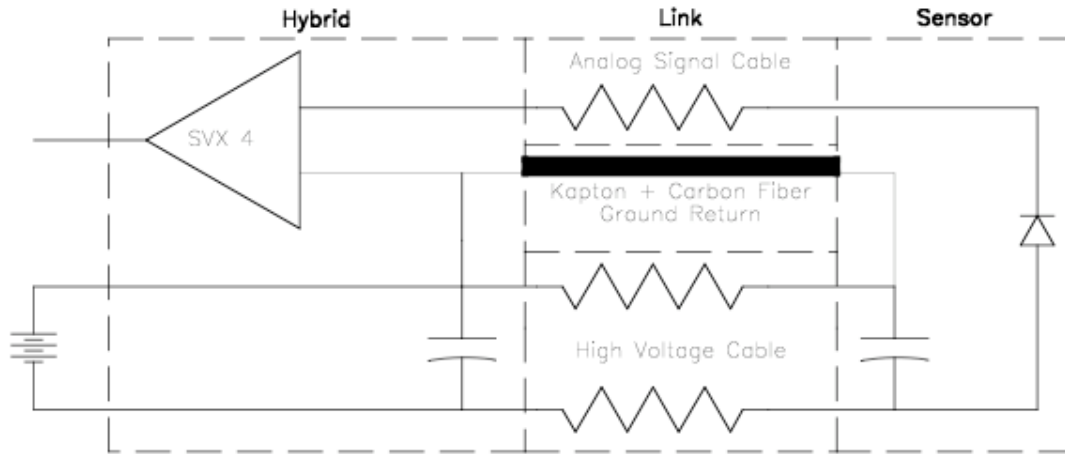 Hybrid
Link
Sensor
Analog Signal Cable
SVX 4
Kapton + Carbon Fiber
Ground Return
High Voltage Cable